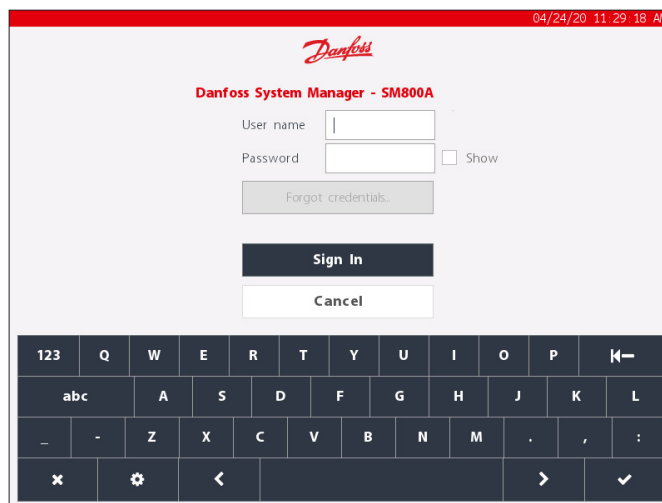 04/24/20 11:29:18 AM
Danfoss
Danfoss System Manager - SM800A
User name
Password Show
Forgot credentials..
Sign In
Cancel
123 Q W E R T Y U I O P
abc A S D F G H J K L
_ - Z X C V B N M . , :